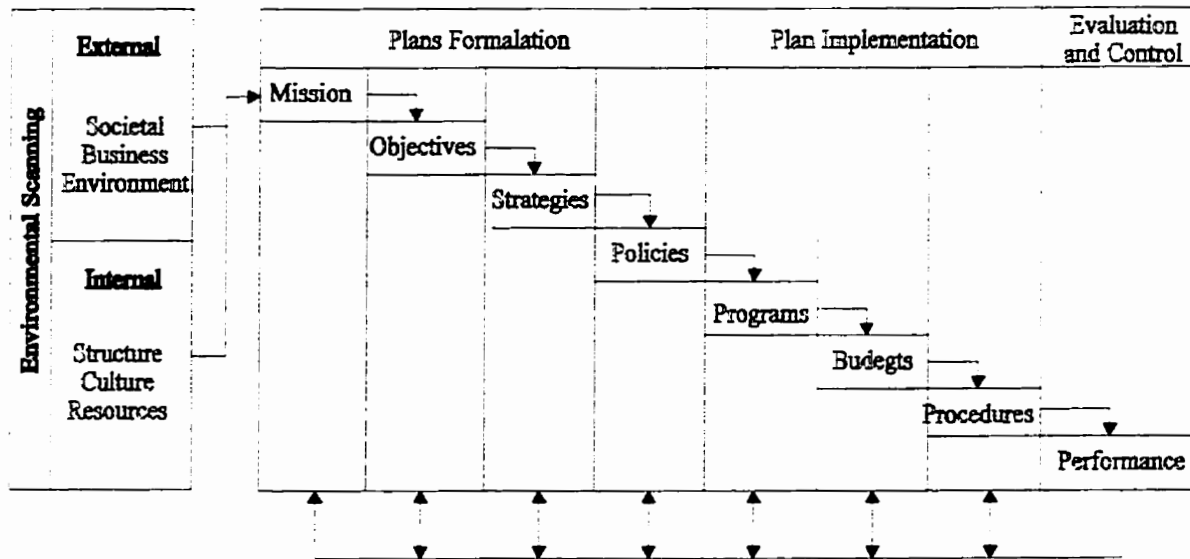 Environmental Scanning
External
Societal
Business
Environment
Internal
Structure
Culture
Resources
Plans Formalation
Plan Implementation
Evaluation
and Control
Mission
Objectives
Strategies
Policies
Programs
Budegts
Procedures
Performance